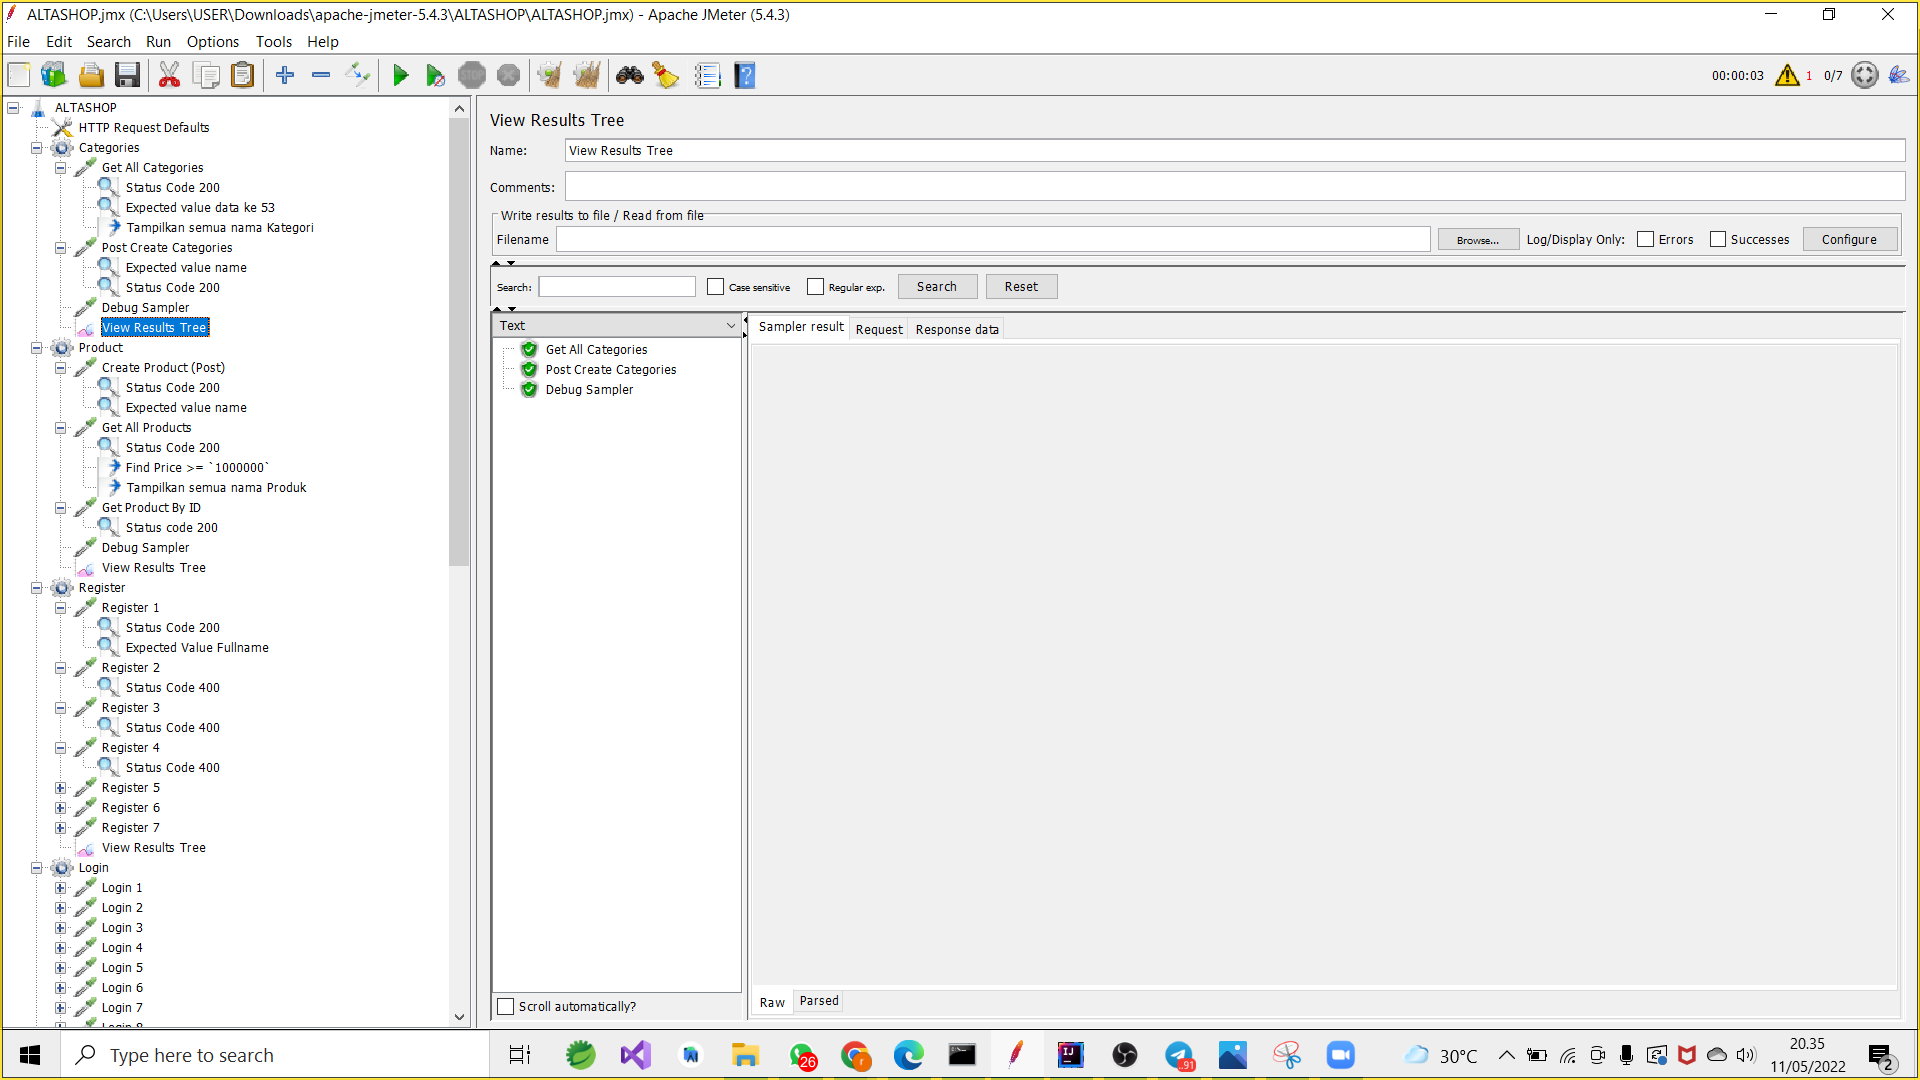 ALTASHOP.jmx (C:\Users\USER\Downloads\apache-jmeter-5.4.3\ALTASHOP\ALTASHOP.jmx) - Apache JMeter (5.4.3)
File Edit Search Run Options Tools Help
STOP
00:00:03 1 0/7
ALTASHOP
HTTP Request Defaults
Categories
Get All Categories
Status Code 200
Expected value data ke 53
Tampilkan semua nama Kategori
Post Create Categories
Expected value name
Status Code 200
Debug Sampler
View Results Tree
Product
Create Product (Post)
Status Code 200
Expected value name
Get All Products
Status Code 200
Find Price >= `1000000`
Tampilkan semua nama Produk
Get Product By ID
Status code 200
Debug Sampler
View Results Tree
Register
Register 1
Status Code 200
Expected Value Fullname
Register 2
Status Code 400
Register 3
Status Code 400
Register 4
Status Code 400
Register 5
Register 6
Register 7
View Results Tree
Login
Login 1
Login 2
Login 3
Login 4
Login 5
Login 6
Login 7
View Results Tree
Name: View Results Tree
Comments:
Write results to file / Read from file
Filename Browse... Log/Display Only: Errors Successes Configure
Search: Case sensitive Regular exp. Search Reset
Text
Get All Categories
Post Create Categories
Debug Sampler
Scroll automatically?
Sampler result Request Response data
Raw Parsed
Type here to search
26
IJ
..91
30°C
20.35
11/05/2022
2